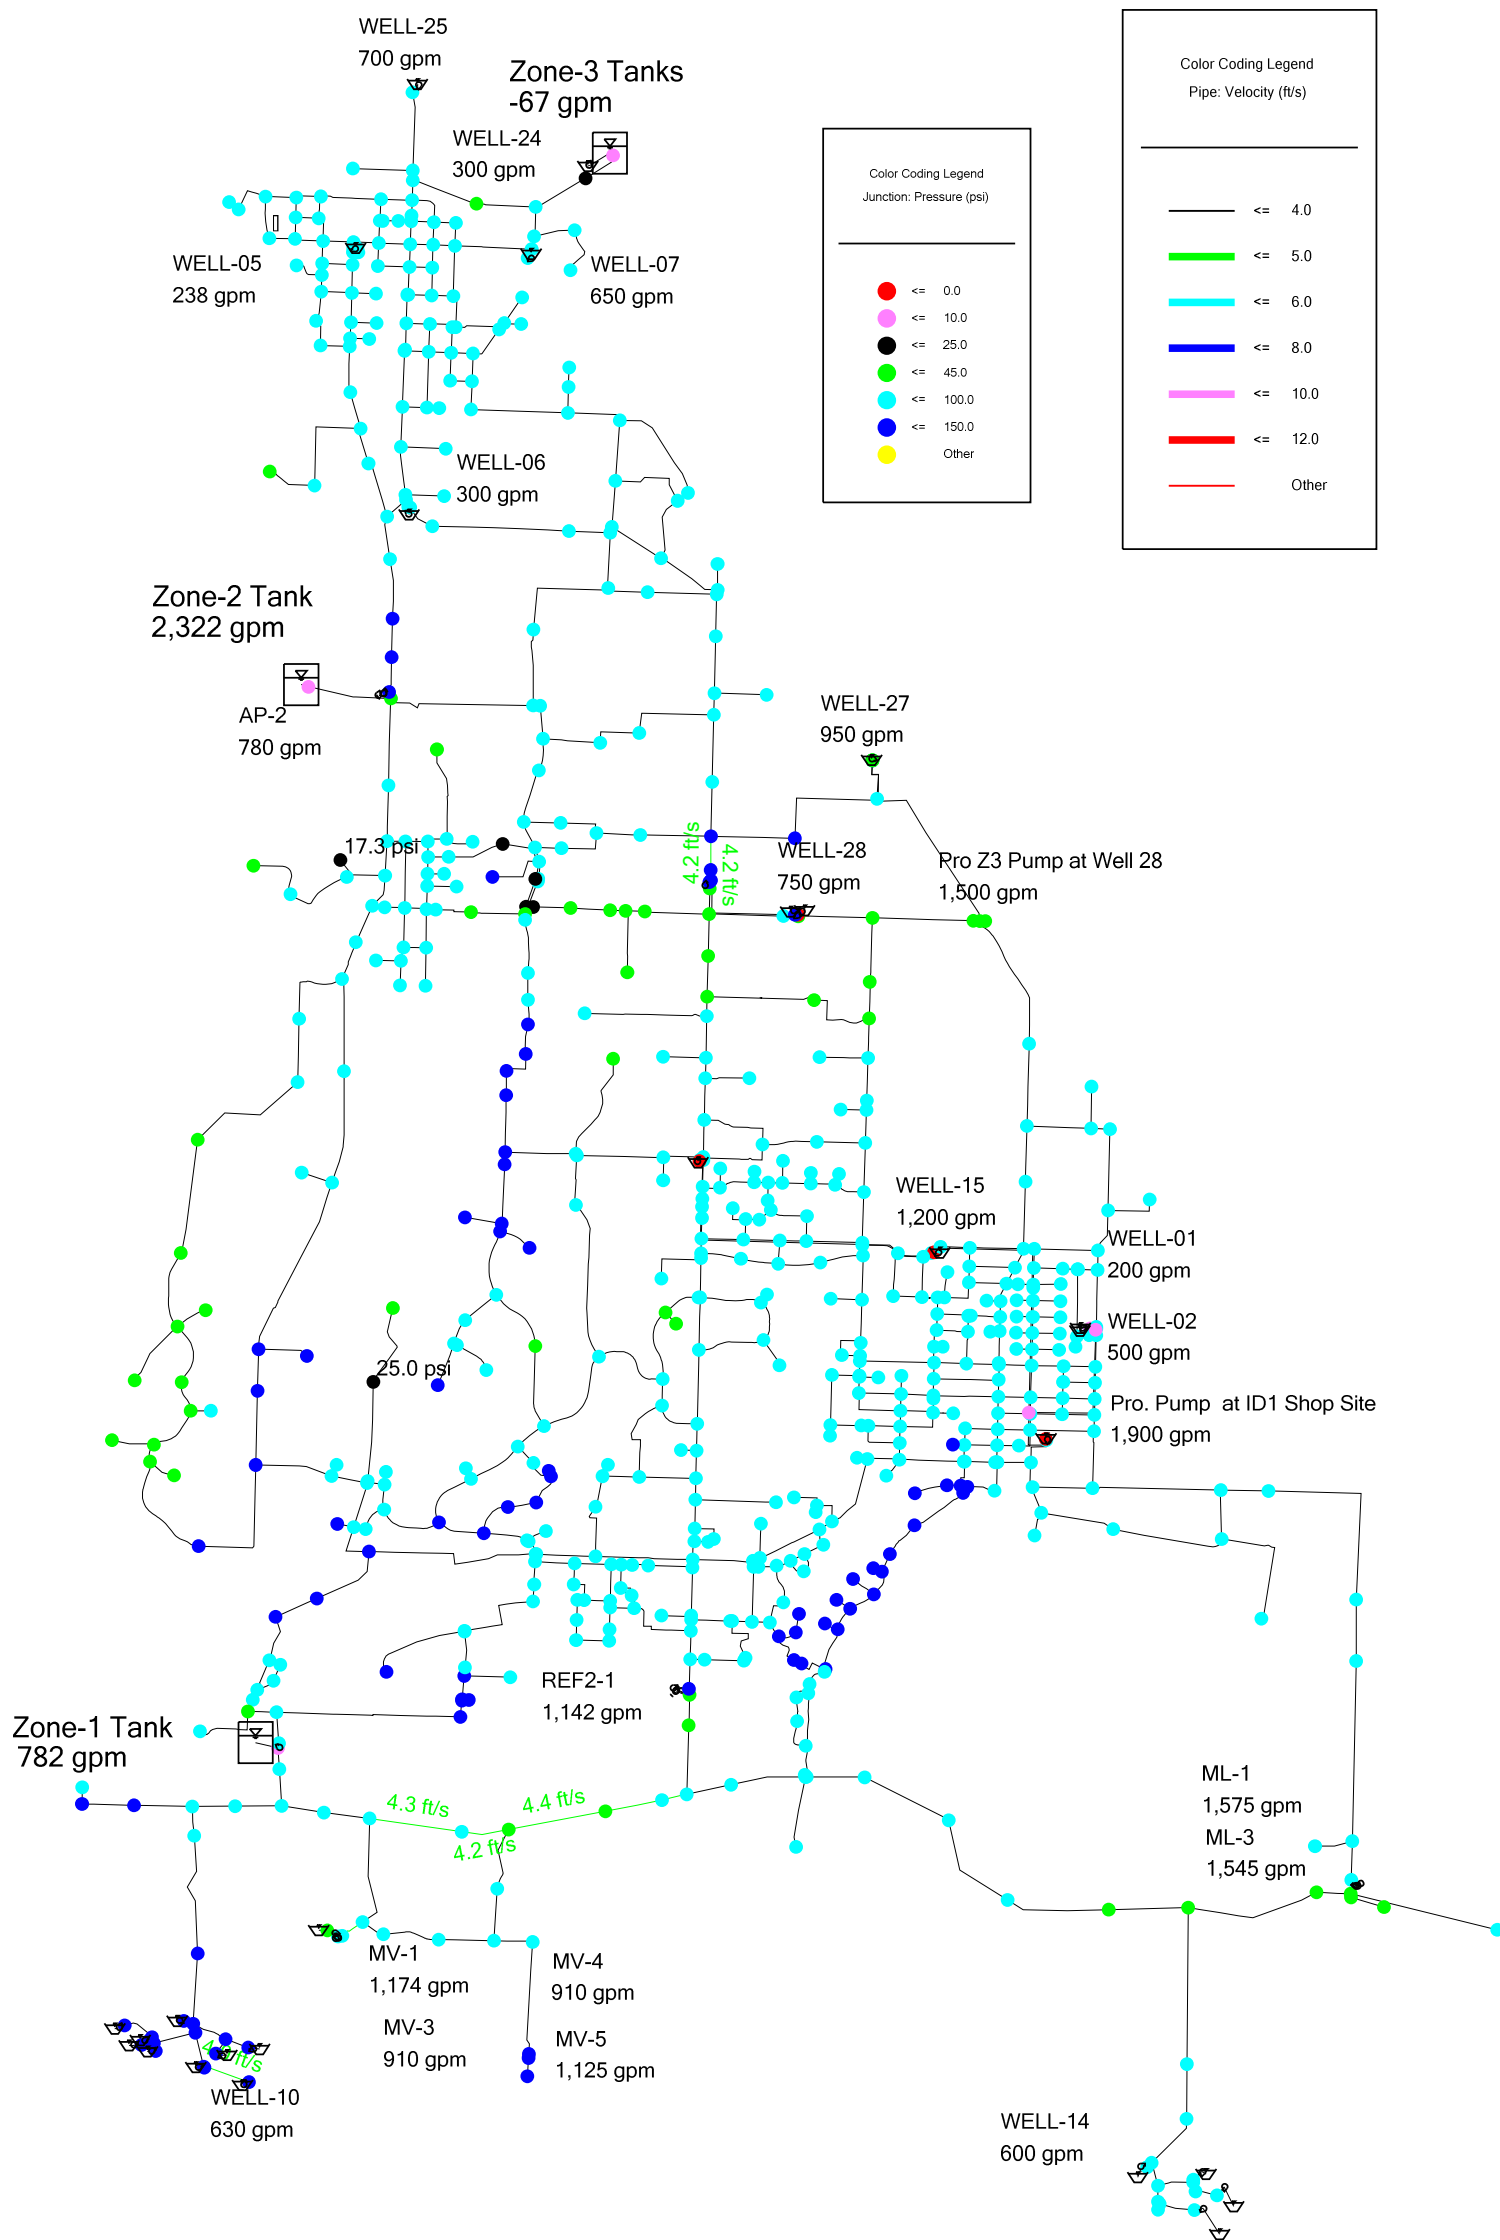 WELL-25
700 gpm
Zone-3 Tanks
-67 gpm
WELL-24
300 gpm
WELL-05
238 gpm
WELL-07
650 gpm
Color Coding Legend
Junction: Pressure (psi)
<= 0.0
<= 10.0
<= 25.0
<= 45.0
<= 100.0
<= 150.0
Other
Color Coding Legend
Pipe: Velocity (ft/s)
<= 4.0
<= 5.0
<= 6.0
<= 8.0
<= 10.0
<= 12.0
Other
WELL-06
300 gpm
Zone-2 Tank
2,322 gpm
AP-2
780 gpm
WELL-27
950 gpm
17.3 psi
4.2 ft/s
4.2 ft/s
WELL-28
750 gpm
Pro Z3 Pump at Well 28
1,500 gpm
WELL-15
1,200 gpm
WELL-01
200 gpm
WELL-02
500 gpm
25.0 psi
Pro. Pump at ID1 Shop Site
1,900 gpm
REF2-1
1,142 gpm
Zone-1 Tank
782 gpm
4.3 ft/s
4.4 ft/s
4.2 ft/s
ML-1
1,575 gpm
ML-3
1,545 gpm
MV-1
1,174 gpm
MV-4
910 gpm
MV-3
910 gpm
MV-5
1,125 gpm
ft/s
WELL-10
630 gpm
WELL-14
600 gpm